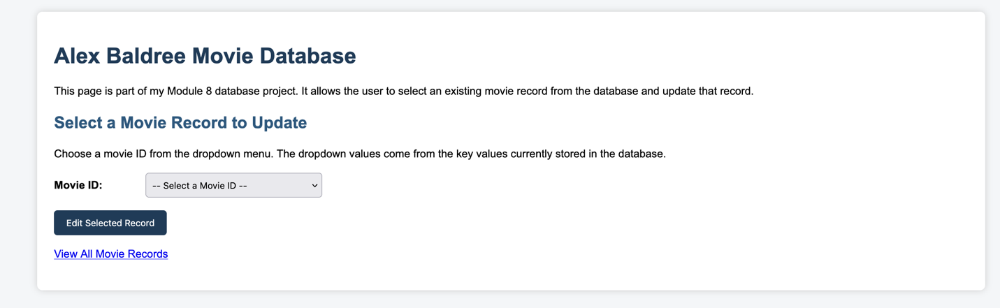 Alex Baldree Movie Database
This page is part of my Module 8 database project. It allows the user to select an existing movie record from the database and update that record.
Select a Movie Record to Update
Choose a movie ID from the dropdown menu. The dropdown values come from the key values currently stored in the database.
Movie ID: -- Select a Movie ID --
Edit Selected Record
View All Movie Records